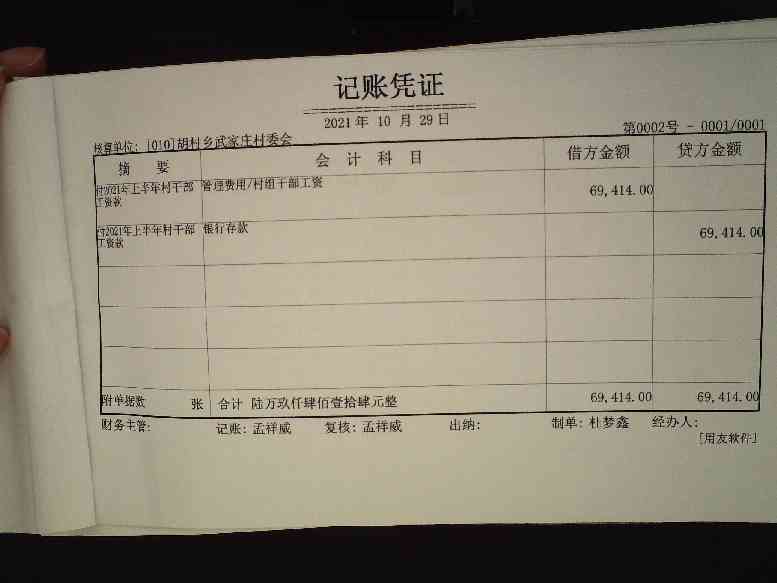 记账凭证
2021 年 10 月 29 日
核算单位: [010]胡村乡武家庄村委会 第0002号 - 0001/0001
摘 要 会 计 科 目 借方金额 贷方金额
付2021年上半年村干部工资款 管理费用/村组干部工资 69,414.00
付2021年上半年村干部工资款 银行存款 69,414.00
附单据数 张 合计 陆万玖仟肆佰壹拾肆元整 69,414.00 69,414.00
财务主管: 记账: 孟祥威 复核: 孟祥威 出纳: 制单: 杜梦鑫 经办人:
[用友软件]